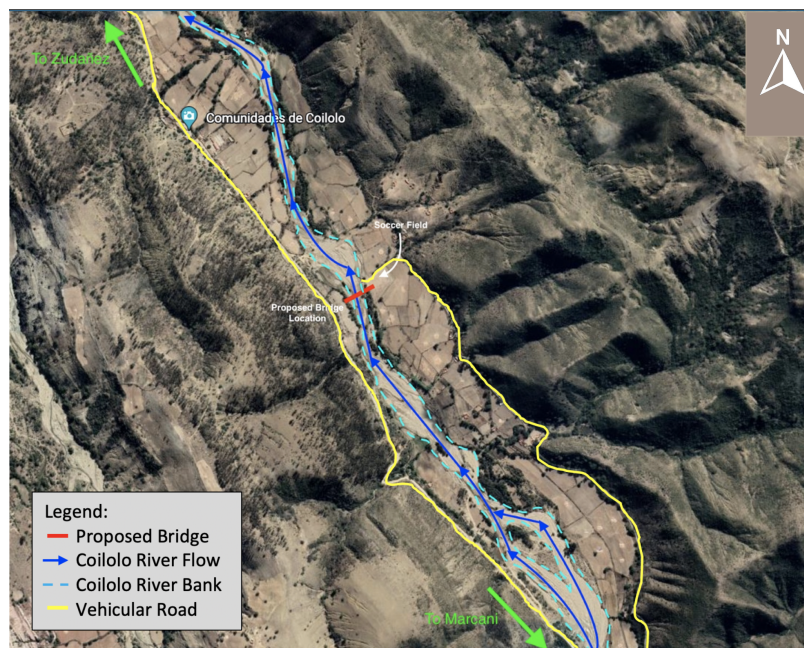 N
To Zudañez
Comunidades de Coilolo
Soccer Field
Proposed Bridge
Location
Legend:
Proposed Bridge
Coilolo River Flow
Coilolo River Bank
Vehicular Road
To Marcani